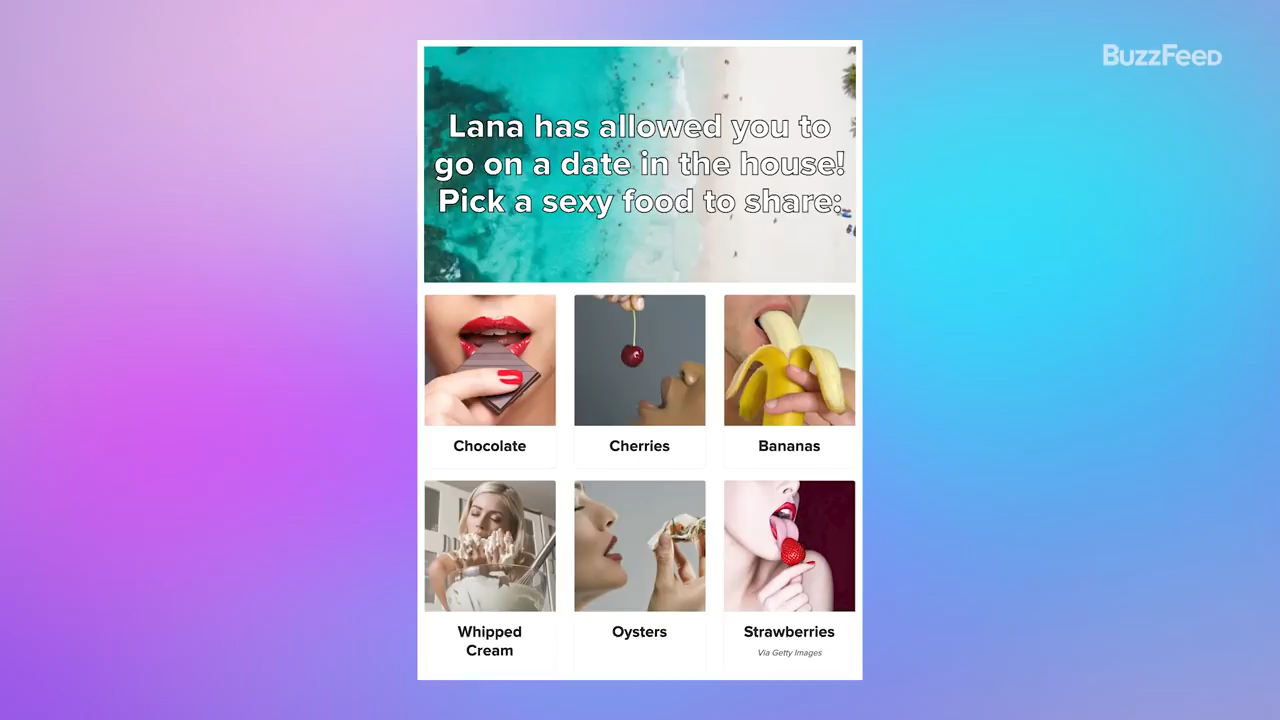 BuzzFeed
Lana has allowed you to
go on a date in the house!
Pick a sexy food to share:
Chocolate
Cherries
Bananas
Whipped
Cream
Oysters
Strawberries
Via Getty Images